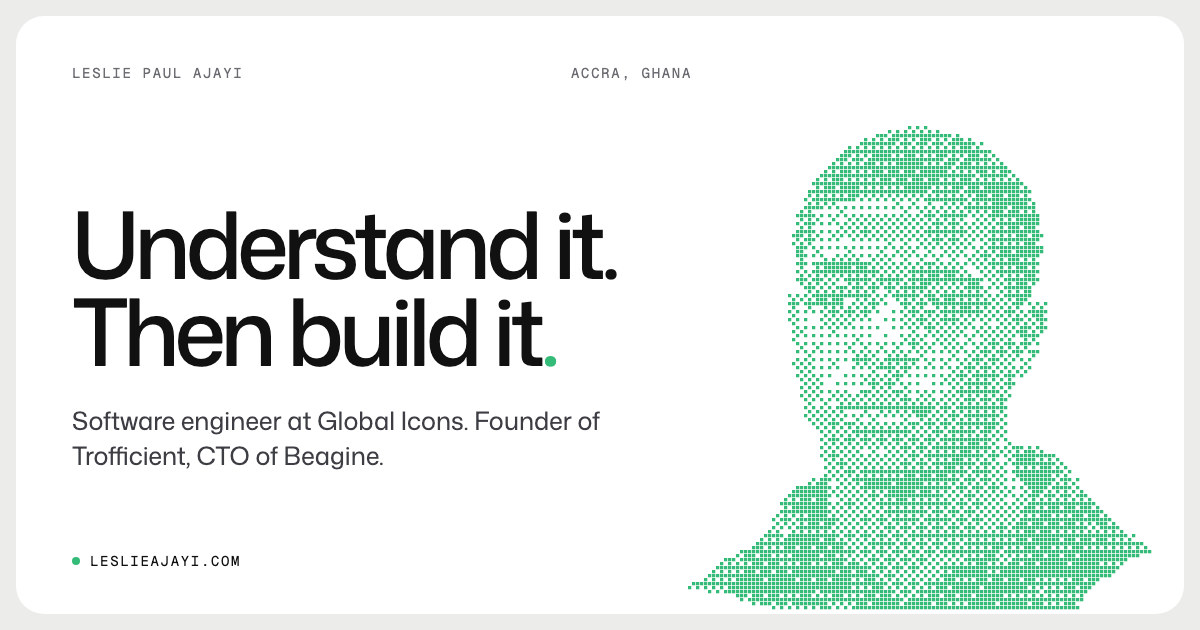 LESLIE PAUL AJAYI
ACCRA, GHANA
Understand it.
Then build it.
Software engineer at Global Icons. Founder of
Trofficient, CTO of Beagine.
LESLIEAJAYI.COM